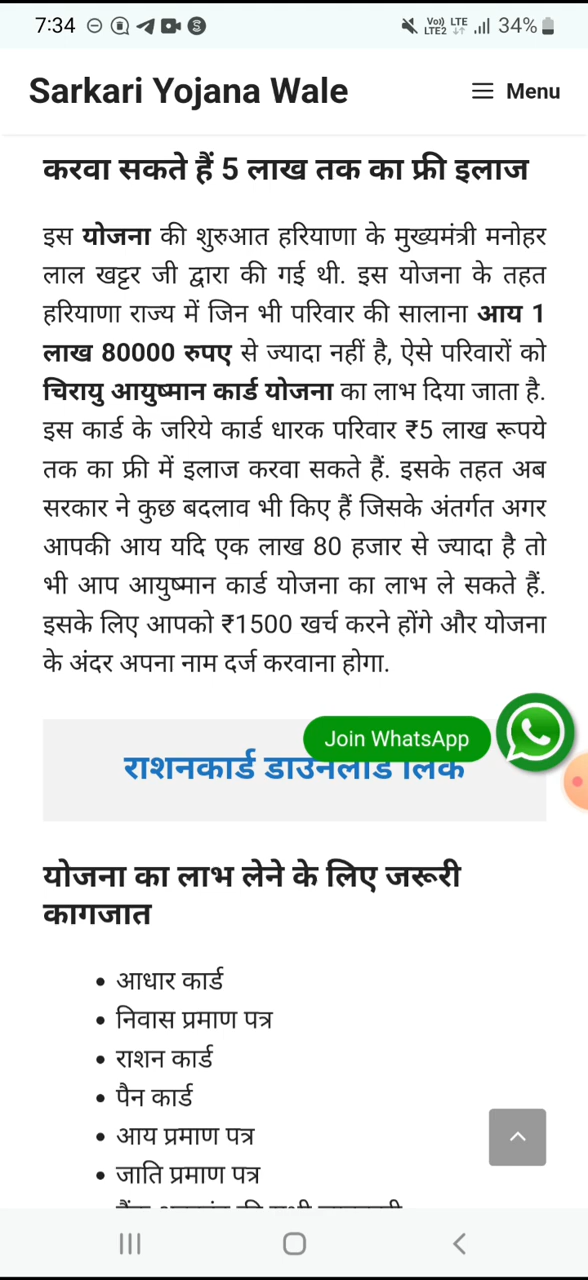 7:34
Vo) LTE
LTE2
34%
Sarkari Yojana Wale
Menu
करवा सकते हैं 5 लाख तक का फ्री इलाज
इस योजना की शुरुआत हरियाणा के मुख्यमंत्री मनोहर
लाल खट्टर जी द्वारा की गई थी. इस योजना के तहत
हरियाणा राज्य में जिन भी परिवार की सालाना आय 1
लाख 80000 रुपए से ज्यादा नहीं है, ऐसे परिवारों को
चिरायु आयुष्मान कार्ड योजना का लाभ दिया जाता है.
इस कार्ड के जरिये कार्ड धारक परिवार ₹5 लाख रूपये
तक का फ्री में इलाज करवा सकते हैं. इसके तहत अब
सरकार ने कुछ बदलाव भी किए हैं जिसके अंतर्गत अगर
आपकी आय यदि एक लाख 80 हजार से ज्यादा है तो
भी आप आयुष्मान कार्ड योजना का लाभ ले सकते हैं.
इसके लिए आपको ₹1500 खर्च करने होंगे और योजना
के अंदर अपना नाम दर्ज करवाना होगा.
Join WhatsApp
राशनकार्ड डाउनलोड लिंक
योजना का लाभ लेने के लिए जरूरी
कागजात
• आधार कार्ड
• निवास प्रमाण पत्र
• राशन कार्ड
• पैन कार्ड
• आय प्रमाण पत्र
• जाति प्रमाण पत्र